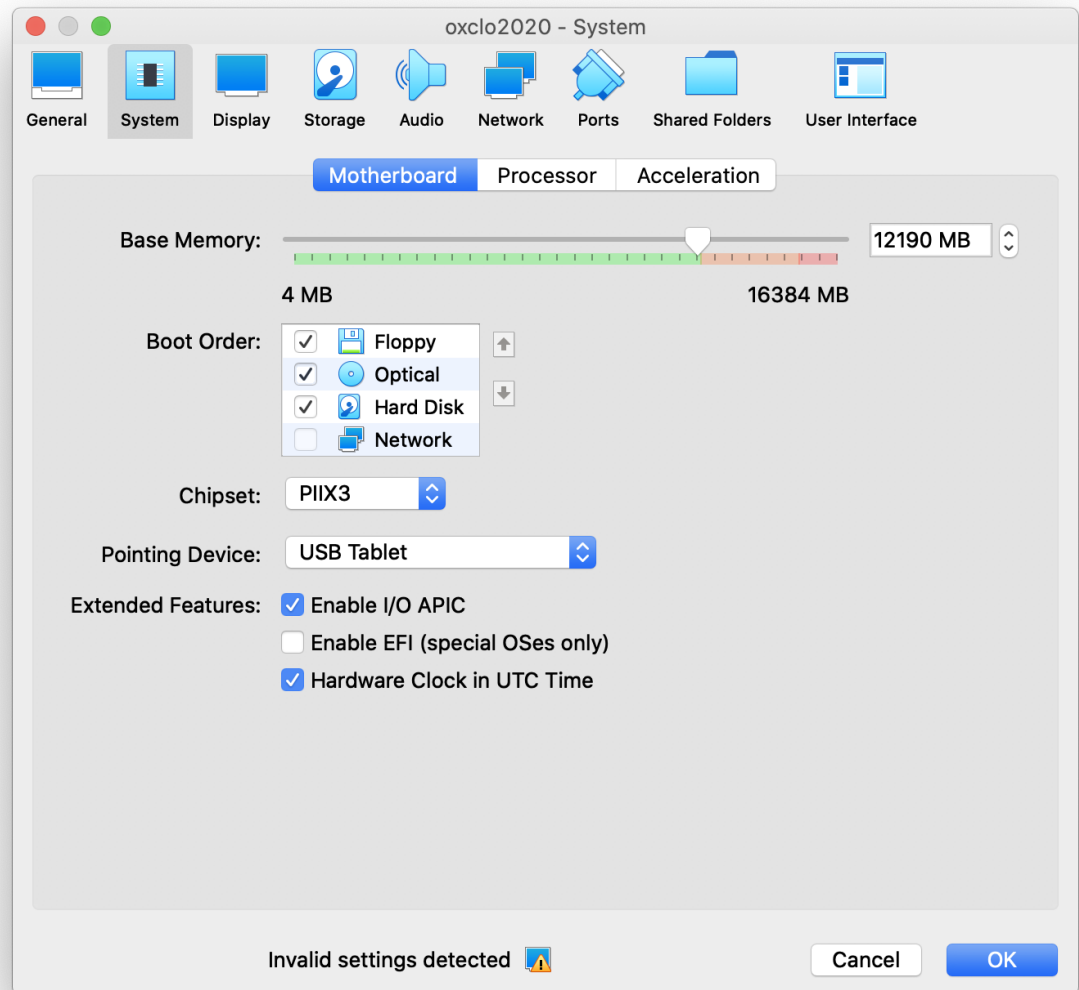 oxclo2020 - System
General System Display Storage Audio Network Ports Shared Folders User Interface
Motherboard Processor Acceleration
Base Memory: 12190 MB
4 MB 16384 MB
Boot Order: Floppy
Optical
Hard Disk
Network
Chipset: PIIX3
Pointing Device: USB Tablet
Extended Features: Enable I/O APIC
Enable EFI (special OSes only)
Hardware Clock in UTC Time
Invalid settings detected Cancel OK